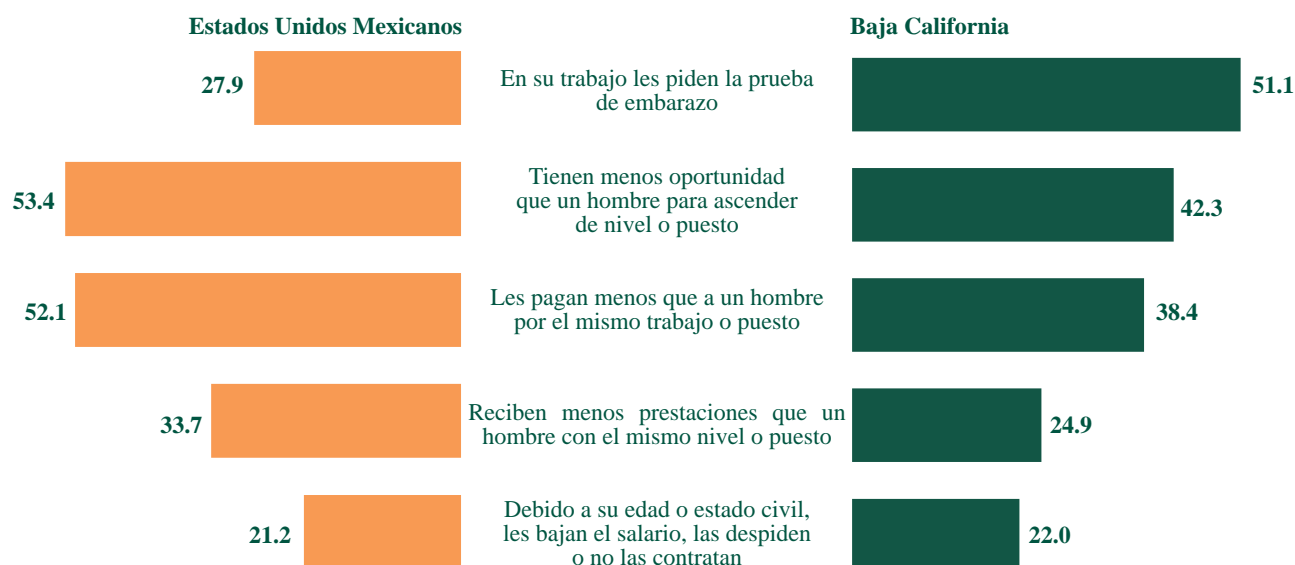 Estados Unidos Mexicanos
Baja California
27.9
En su trabajo les piden la prueba
de embarazo
51.1
53.4
Tienen menos oportunidad
que un hombre para ascender
de nivel o puesto
42.3
52.1
Les pagan menos que a un hombre
por el mismo trabajo o puesto
38.4
33.7
Reciben menos prestaciones que un
hombre con el mismo nivel o puesto
24.9
21.2
Debido a su edad o estado civil,
les bajan el salario, las despiden
o no las contratan
22.0